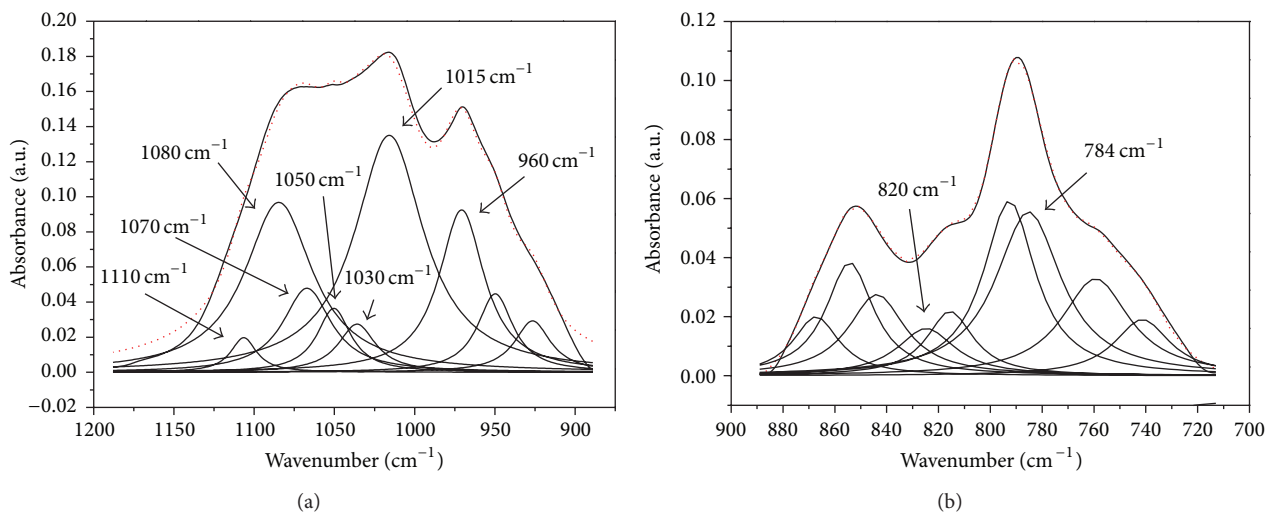 0.20
0.18
0.16
0.14
0.12
0.10
0.08
0.06
0.04
0.02
0.00
−0.02
Absorbance (a.u.)
1015 cm⁻¹
1080 cm⁻¹
1050 cm⁻¹
960 cm⁻¹
1070 cm⁻¹
1030 cm⁻¹
1110 cm⁻¹
1200 1150 1100 1050 1000 950 900
Wavenumber (cm⁻¹)
(a)
0.12
0.10
0.08
0.06
0.04
0.02
0.00
Absorbance (a.u.)
784 cm⁻¹
820 cm⁻¹
900 880 860 840 820 800 780 760 740 720 700
Wavenumber (cm⁻¹)
(b)